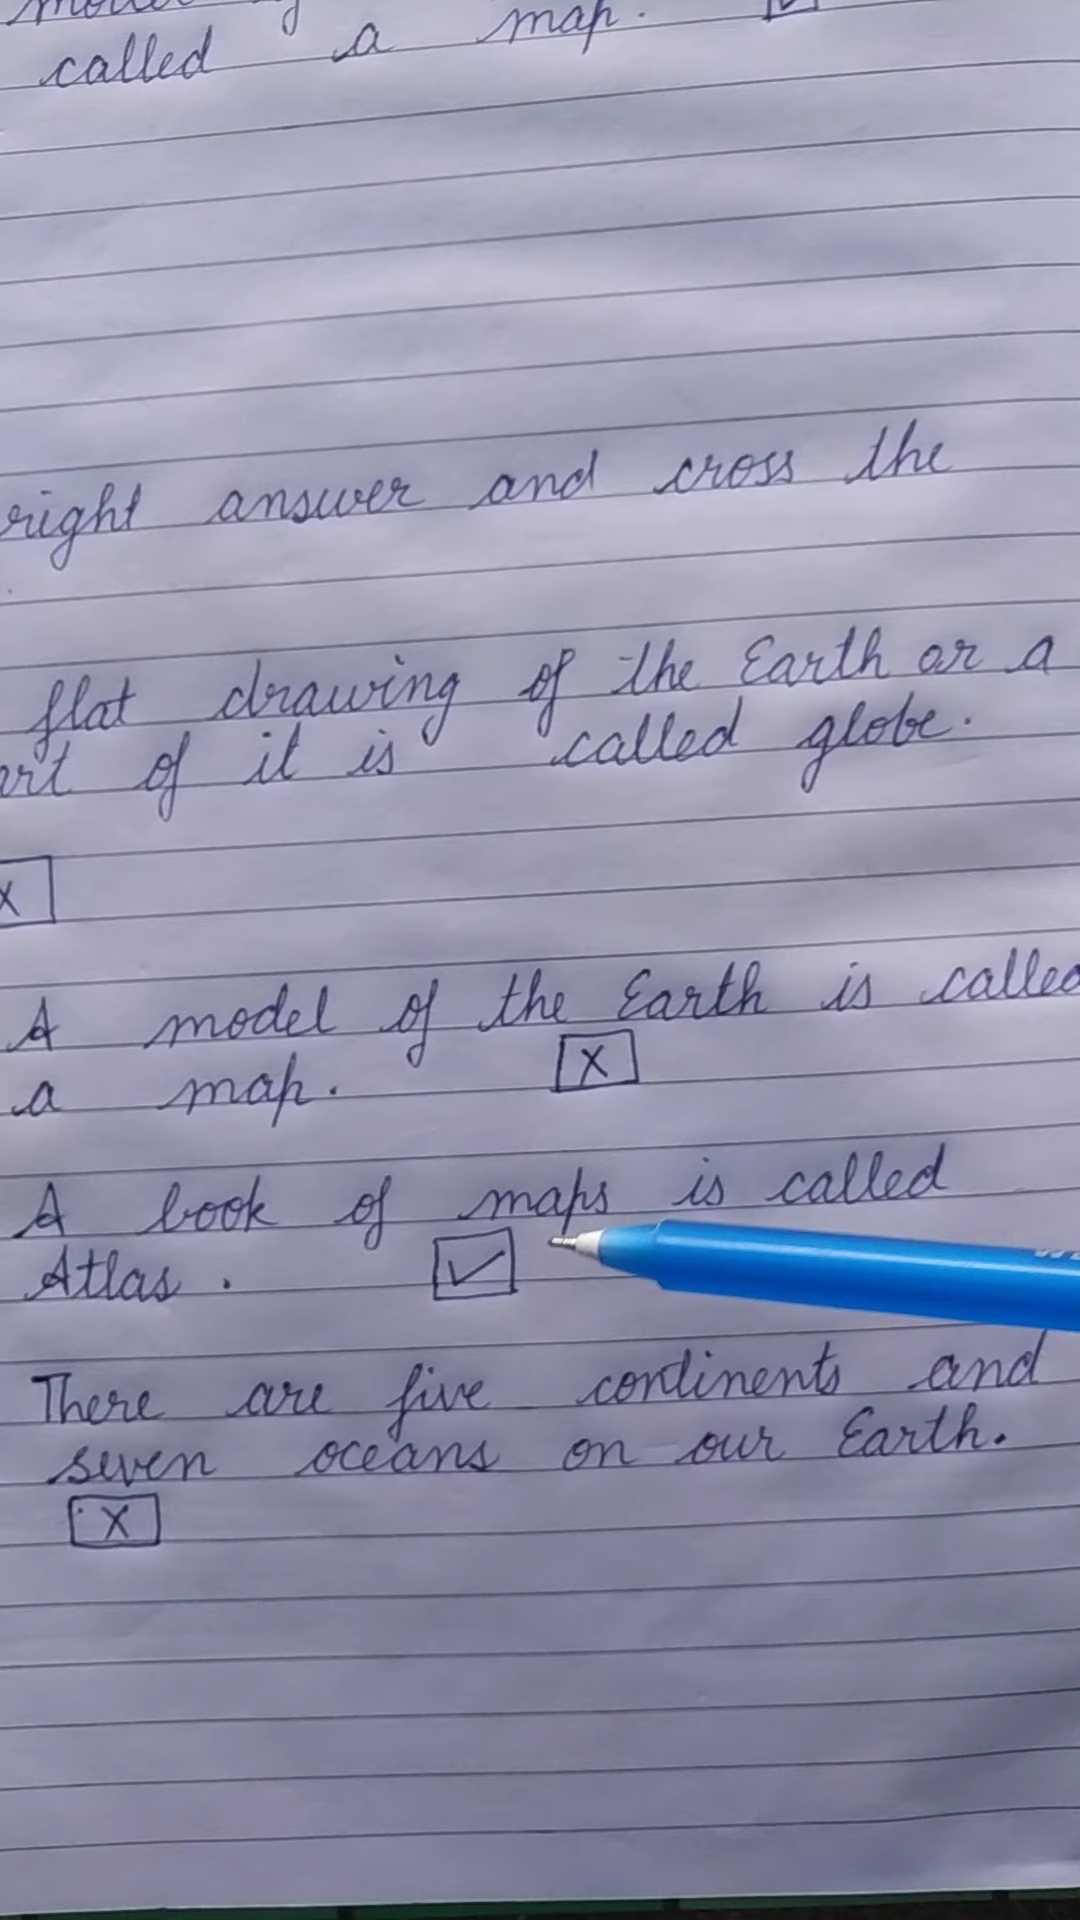 called a map.
right answer and cross the
flat drawing of the Earth or a
art of it is called globe.
X
A model of the Earth is called
a map. X
A book of maps is called
Atlas. ✓
There are five continents and
seven oceans on our Earth.
X